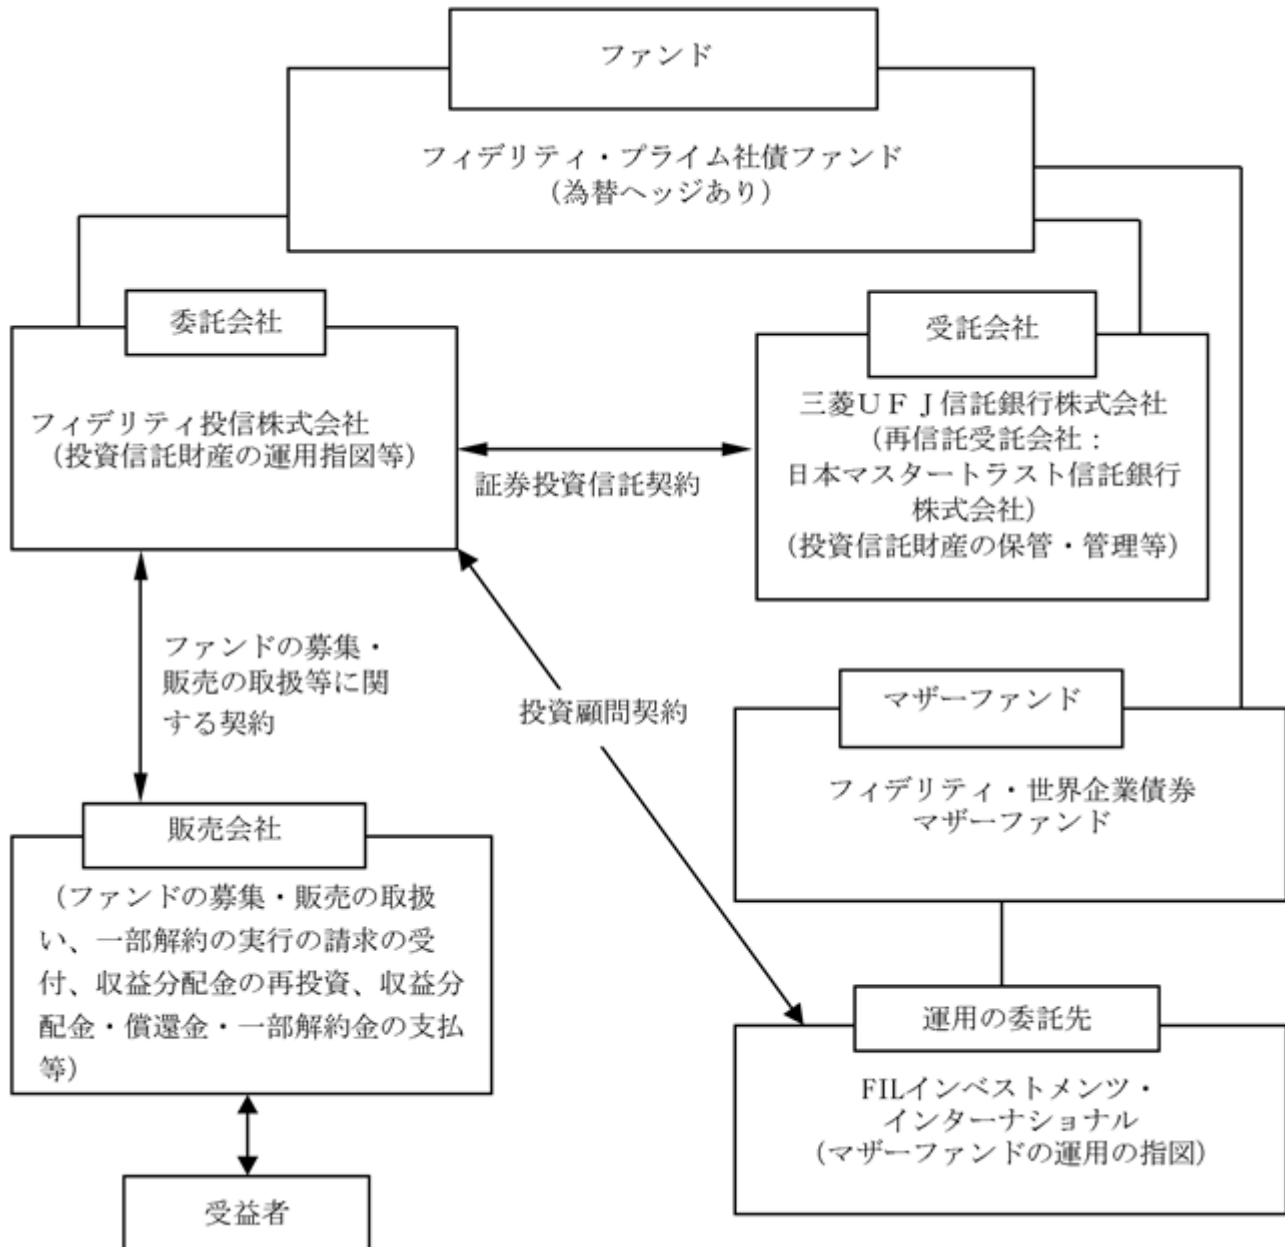 ファンド
フィデリティ・プライム社債ファンド
（為替ヘッジあり）
委託会社
フィデリティ投信株式会社
（投資信託財産の運用指図等）
証券投資信託契約
受託会社
三菱ＵＦＪ信託銀行株式会社
（再信託受託会社：
日本マスタートラスト信託銀行
株式会社）
（投資信託財産の保管・管理等）
ファンドの募集・
販売の取扱等に関
する契約
投資顧問契約
マザーファンド
フィデリティ・世界企業債券
マザーファンド
販売会社
（ファンドの募集・販売の取扱
い、一部解約の実行の請求の受
付、収益分配金の再投資、収益分
配金・償還金・一部解約金の支払
等）
運用の委託先
FILインベストメンツ・
インターナショナル
（マザーファンドの運用の指図）
受益者